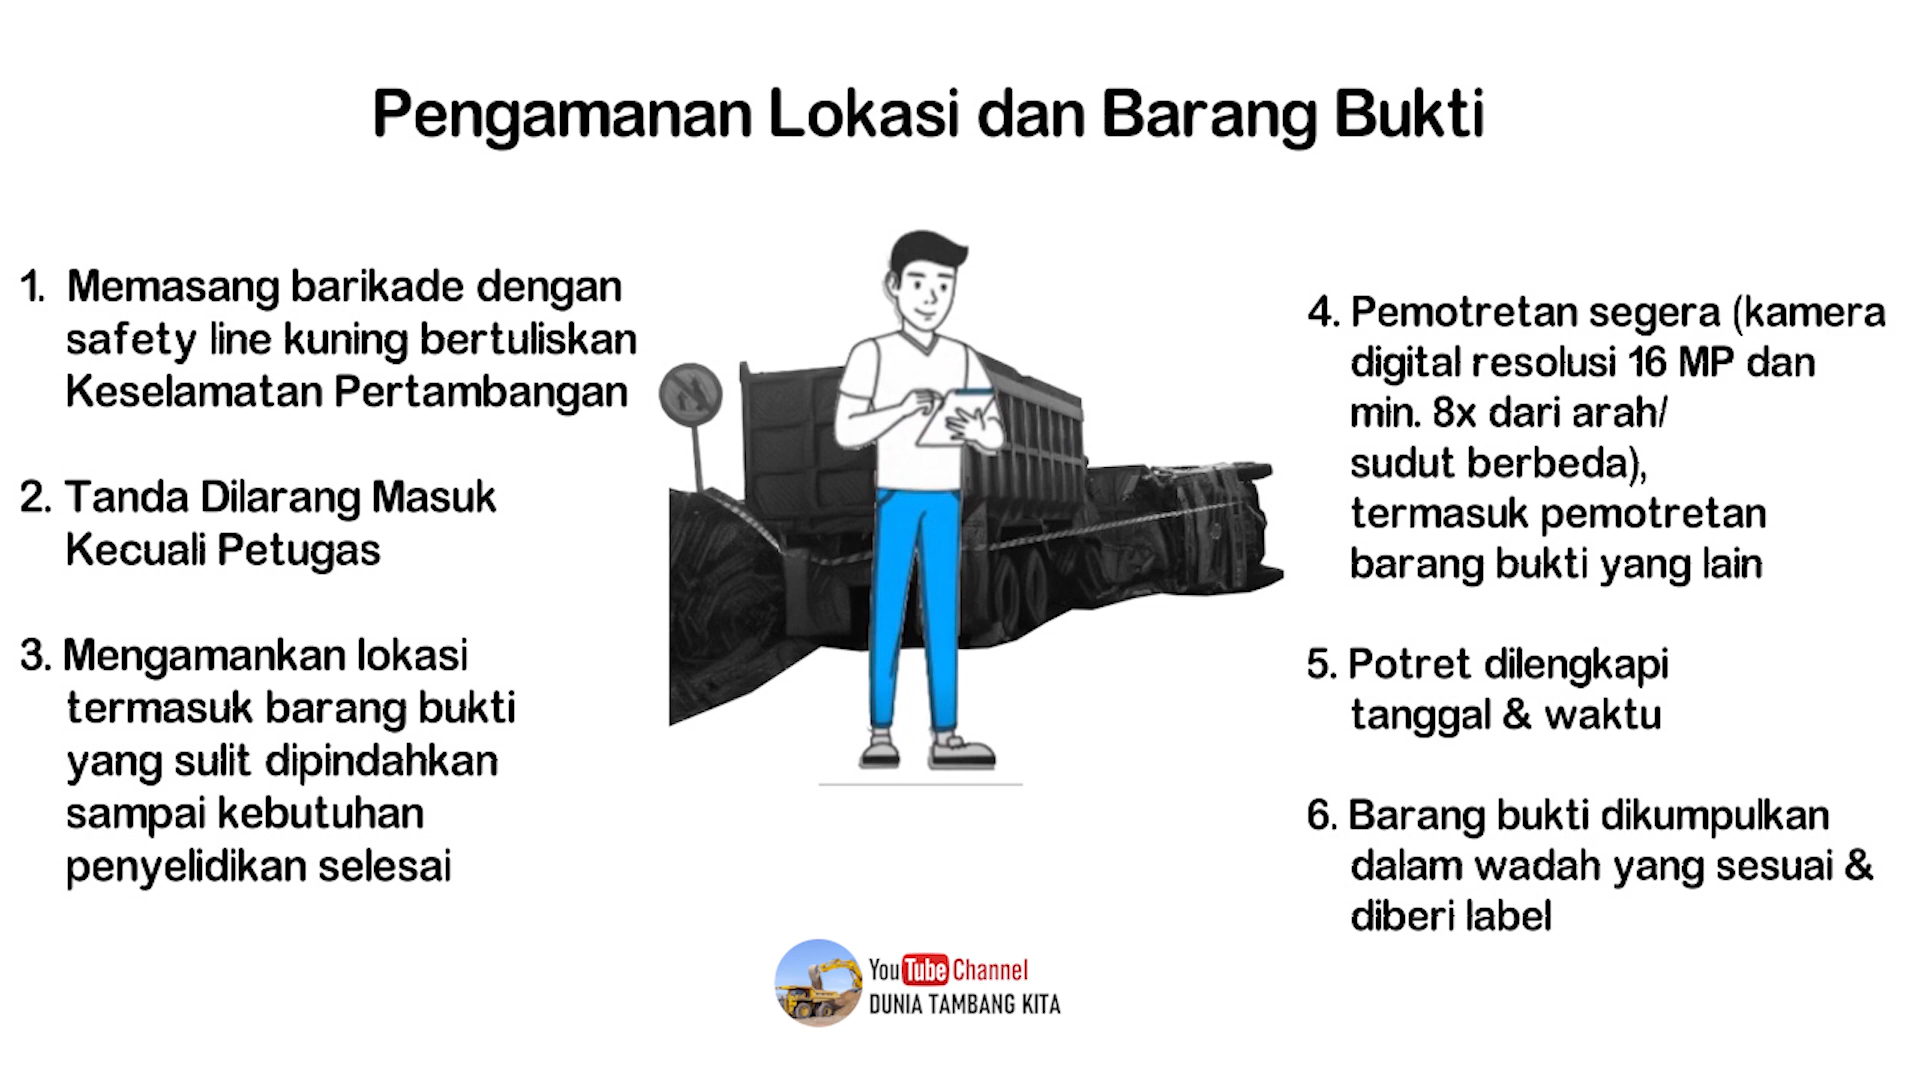 Pengamanan Lokasi dan Barang Bukti
1. Memasang barikade dengan
safety line kuning bertuliskan
Keselamatan Pertambangan
2. Tanda Dilarang Masuk
Kecuali Petugas
3. Mengamankan lokasi
termasuk barang bukti
yang sulit dipindahkan
sampai kebutuhan
penyelidikan selesai
4. Pemotretan segera (kamera
digital resolusi 16 MP dan
min. 8x dari arah/
sudut berbeda),
termasuk pemotretan
barang bukti yang lain
5. Potret dilengkapi
tanggal & waktu
6. Barang bukti dikumpulkan
dalam wadah yang sesuai &
diberi label
YouTube Channel
DUNIA TAMBANG KITA